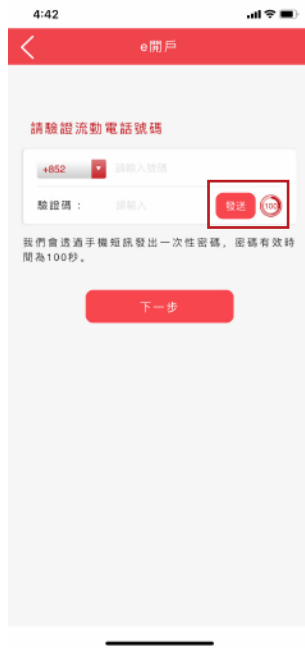 4:42
e開戶
請驗證流動電話號碼
+852 請輸入號碼
驗證碼： 請輸入 發送 100
我們會透過手機短訊發出一次性密碼，密碼有效時
間為100秒。
下一步